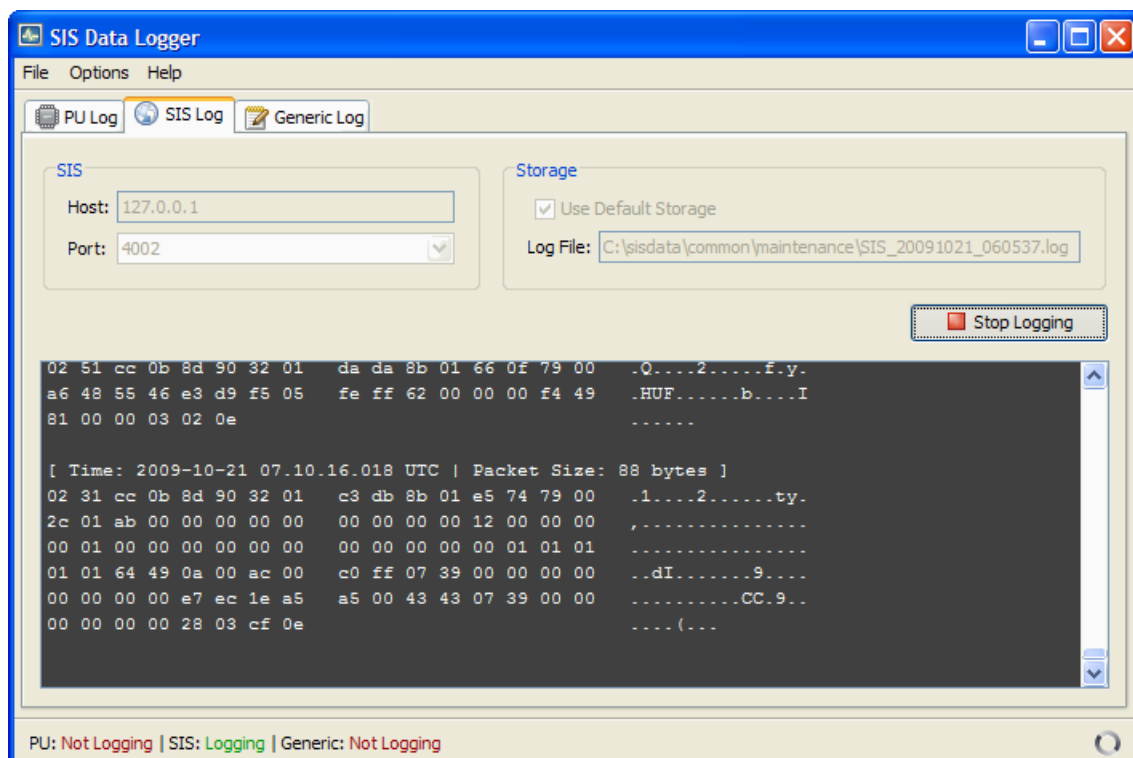 SIS Data Logger
File Options Help
PU Log SIS Log Generic Log
SIS
Host: 127.0.0.1
Port: 4002
Storage
Use Default Storage
Log File: C:\sisdata\common\maintenance\SIS_20091021_060537.log
Stop Logging
02 51 cc 0b 8d 90 32 01 da da 8b 01 66 0f 79 00 .Q....2.....f.y.
a6 48 55 46 e3 d9 f5 05 fe ff 62 00 00 00 f4 49 .HUF......b....I
81 00 00 03 02 0e ......
[ Time: 2009-10-21 07.10.16.018 UTC | Packet Size: 88 bytes ]
02 31 cc 0b 8d 90 32 01 c3 db 8b 01 e5 74 79 00 .1....2......ty.
2c 01 ab 00 00 00 00 00 00 00 00 00 12 00 00 00 ,...............
00 01 00 00 00 00 00 00 00 00 00 00 00 01 01 01 ................
01 01 64 49 0a 00 ac 00 c0 ff 07 39 00 00 00 00 ..dI.......9....
00 00 00 00 e7 ec 1e a5 a5 00 43 43 07 39 00 00 ..........CC.9..
00 00 00 00 28 03 cf 0e ....(...
PU: Not Logging | SIS: Logging | Generic: Not Logging